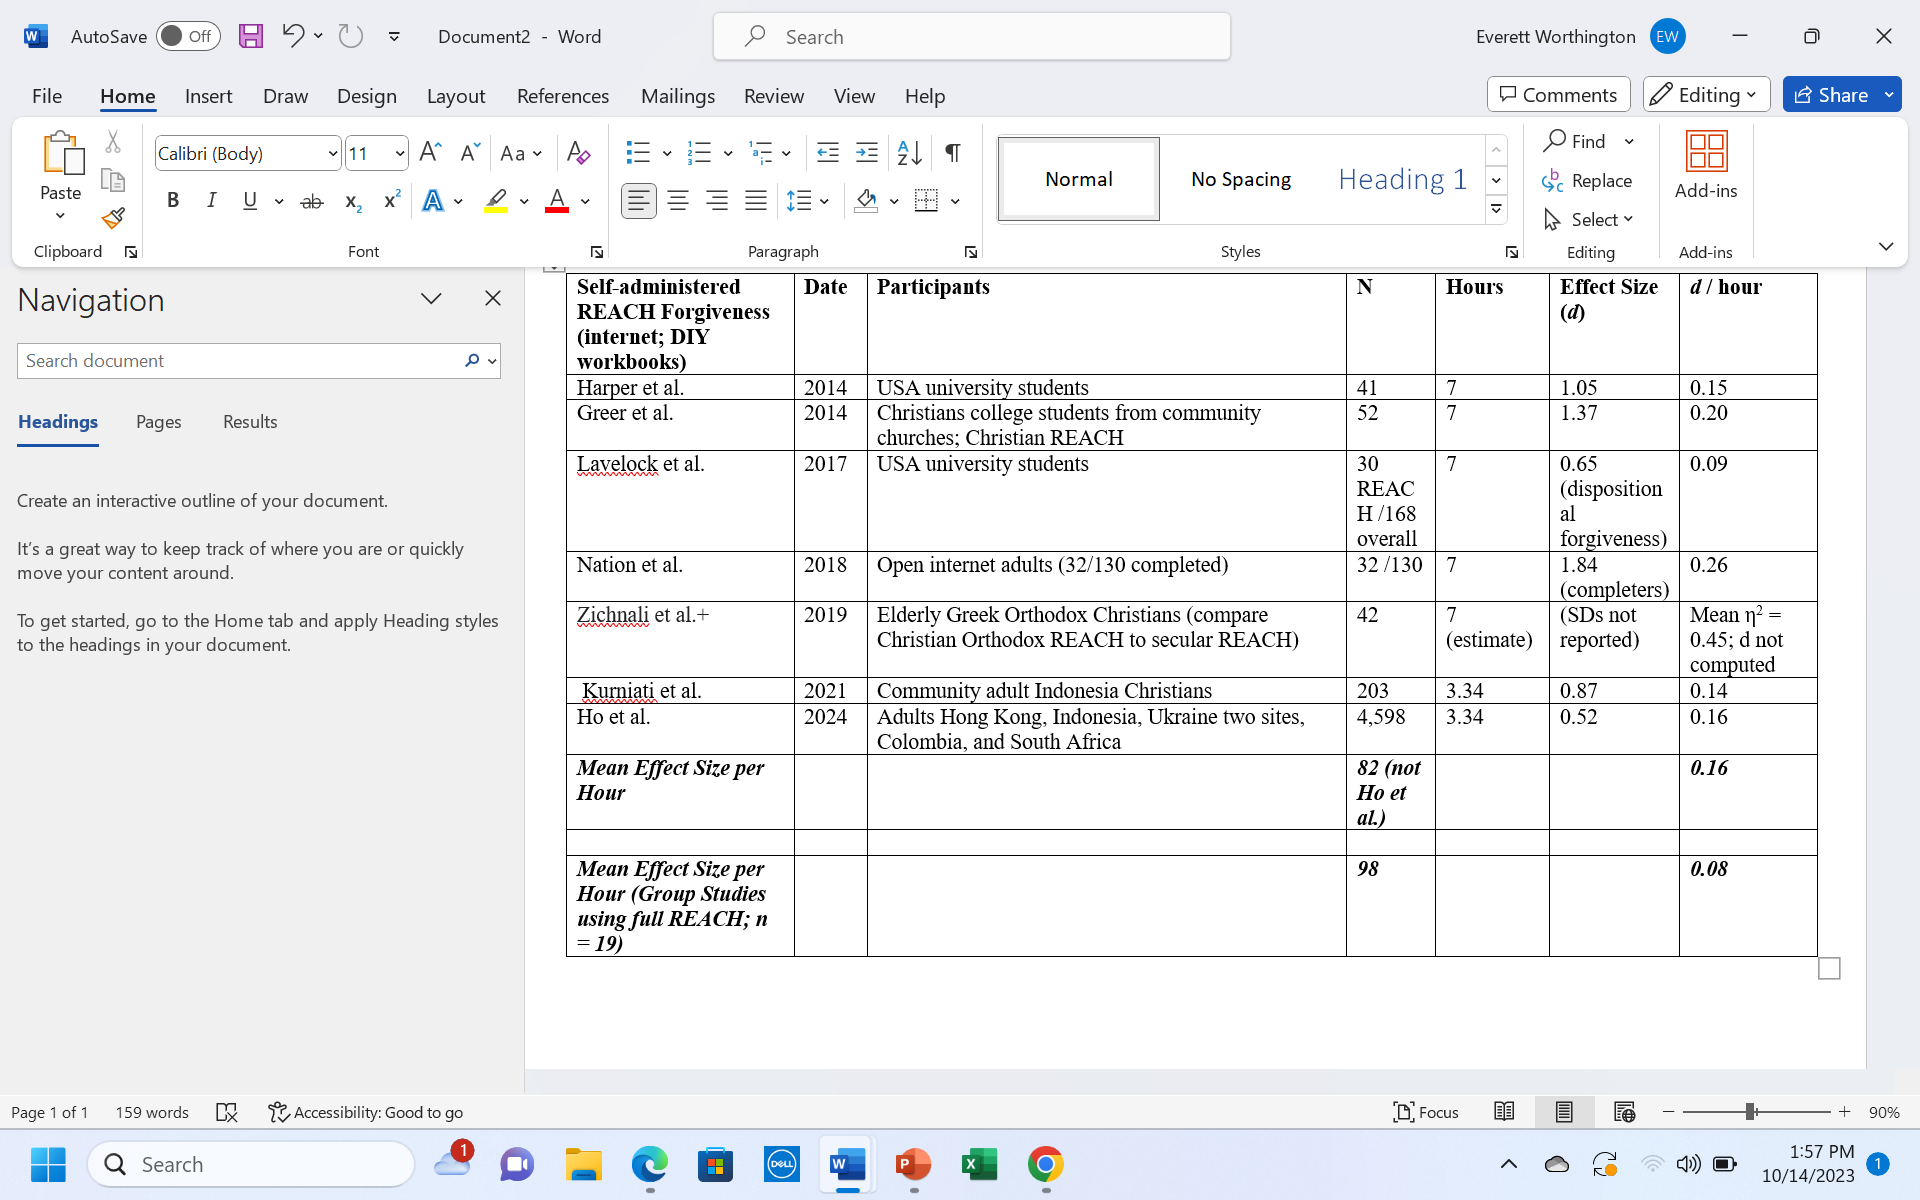 AutoSave Off Document2 - Word Search Everett Worthington EW
File Home Insert Draw Design Layout References Mailings Review View Help Comments Editing Share
Paste
Clipboard
Calibri (Body) 11 Aa
B I U ab x2 x2 A A
Font
Paragraph
Normal No Spacing Heading 1
Styles
Find
Replace
Select
Editing
Add-ins
Add-ins
Navigation
Search document
Headings Pages Results
Create an interactive outline of your document.
It's a great way to keep track of where you are or quickly
move your content around.
To get started, go to the Home tab and apply Heading styles
to the headings in your document.
Self-administered Date Participants N Hours Effect Size d / hour
REACH Forgiveness (d)
(internet; DIY
workbooks)
Harper et al. 2014 USA university students 41 7 1.05 0.15
Greer et al. 2014 Christians college students from community 52 7 1.37 0.20
churches; Christian REACH
Lavelock et al. 2017 USA university students 30 7 0.65 0.09
REAC (disposition
H /168 al
overall forgiveness)
Nation et al. 2018 Open internet adults (32/130 completed) 32 /130 7 1.84 0.26
(completers)
Zichnali et al.+ 2019 Elderly Greek Orthodox Christians (compare 42 7 (SDs not Mean η² =
Christian Orthodox REACH to secular REACH) (estimate) reported) 0.45; d not
computed
Kurniati et al. 2021 Community adult Indonesia Christians 203 3.34 0.87 0.14
Ho et al. 2024 Adults Hong Kong, Indonesia, Ukraine two sites, 4,598 3.34 0.52 0.16
Colombia, and South Africa
Mean Effect Size per 82 (not 0.16
Hour Ho et
al.)
Mean Effect Size per 98 0.08
Hour (Group Studies
using full REACH; n
= 19)
Page 1 of 1 159 words Accessibility: Good to go Focus 90%
Search 1 DELL W P X 1:57 PM 1
10/14/2023